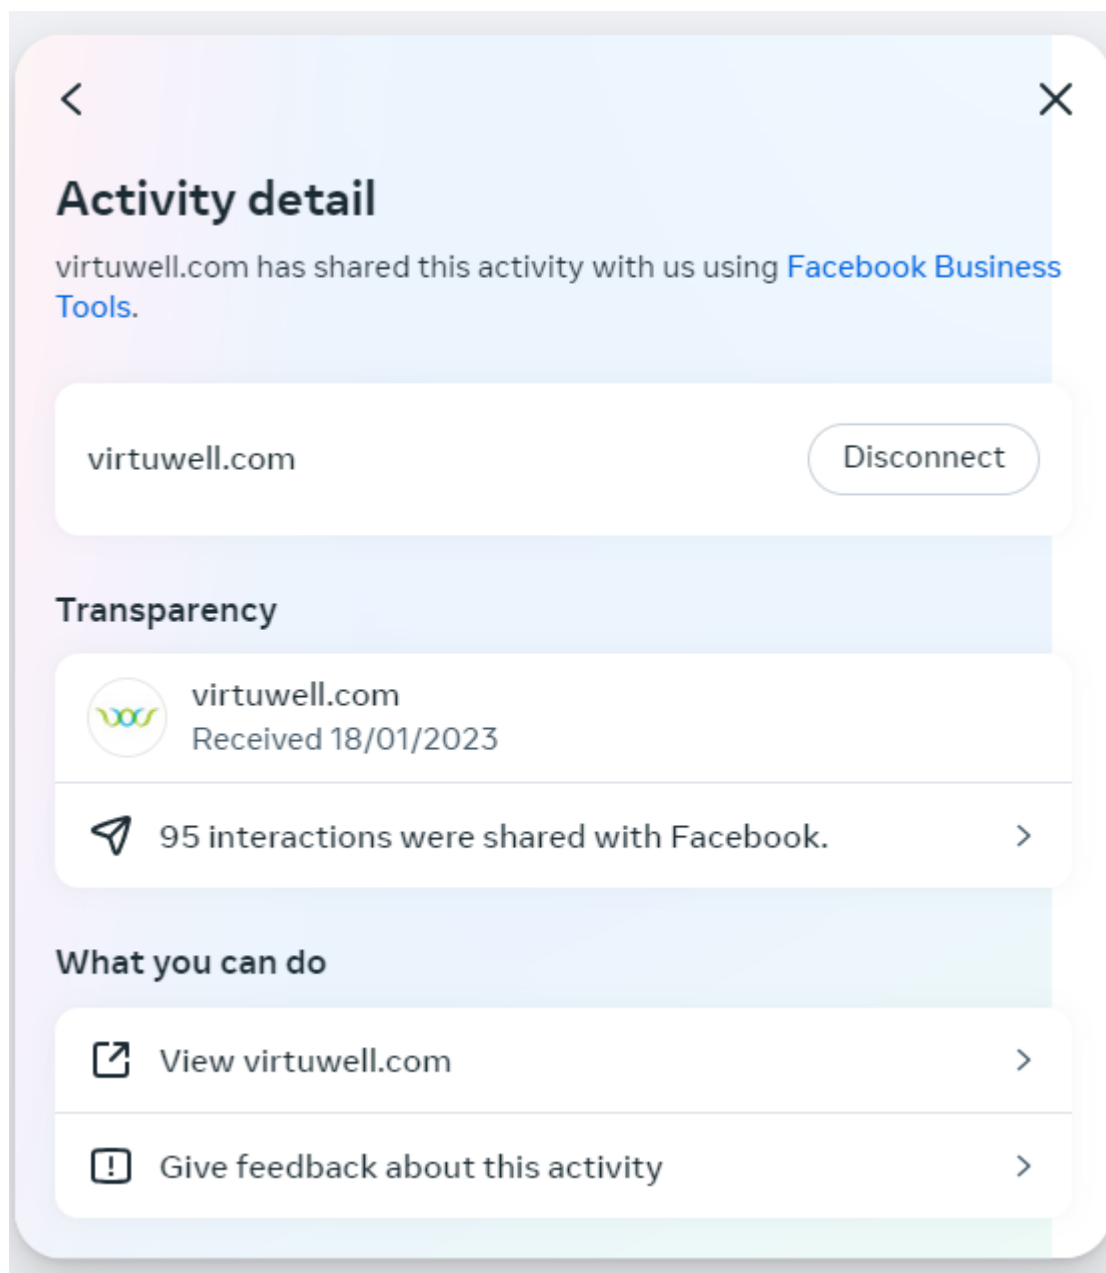 Activity detail
virtuwell.com has shared this activity with us using Facebook Business
Tools.
virtuwell.com
Disconnect
Transparency
virtuwell.com
Received 18/01/2023
95 interactions were shared with Facebook.
What you can do
View virtuwell.com
Give feedback about this activity